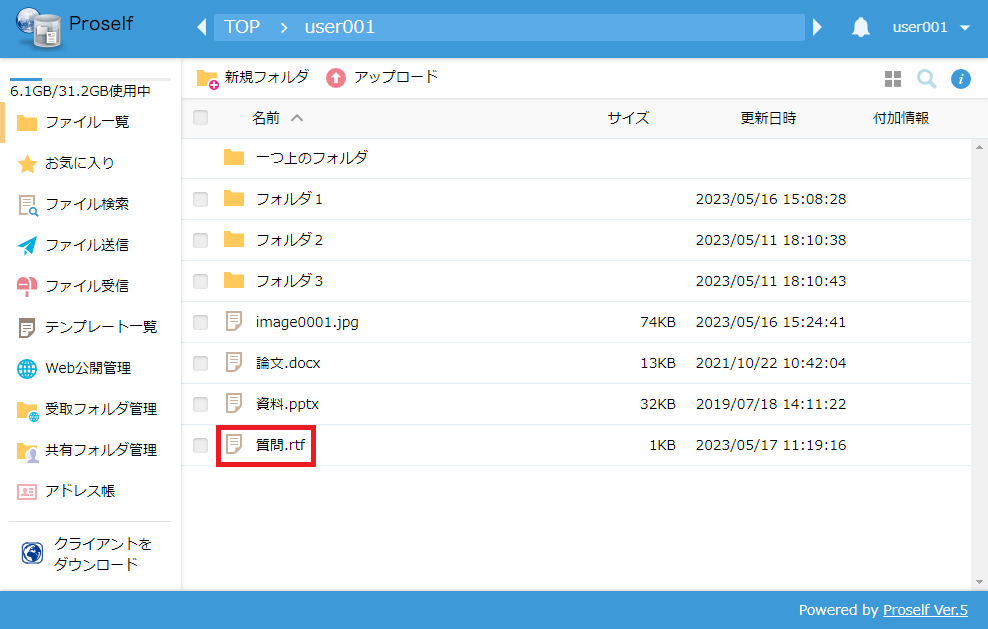 Proself
TOP > user001
user001
6.1GB/31.2GB使用中
ファイル一覧
お気に入り
ファイル検索
ファイル送信
ファイル受信
テンプレート一覧
Web公開管理
受取フォルダ管理
共有フォルダ管理
アドレス帳
クライアントを
ダウンロード
新規フォルダ アップロード
名前 サイズ 更新日時 付加情報
一つ上のフォルダ
フォルダ1 2023/05/16 15:08:28
フォルダ2 2023/05/11 18:10:38
フォルダ3 2023/05/11 18:10:43
image0001.jpg 74KB 2023/05/16 15:24:41
論文.docx 13KB 2021/10/22 10:42:04
資料.pptx 32KB 2019/07/18 14:11:22
質問.rtf 1KB 2023/05/17 11:19:16
Powered by Proself Ver.5